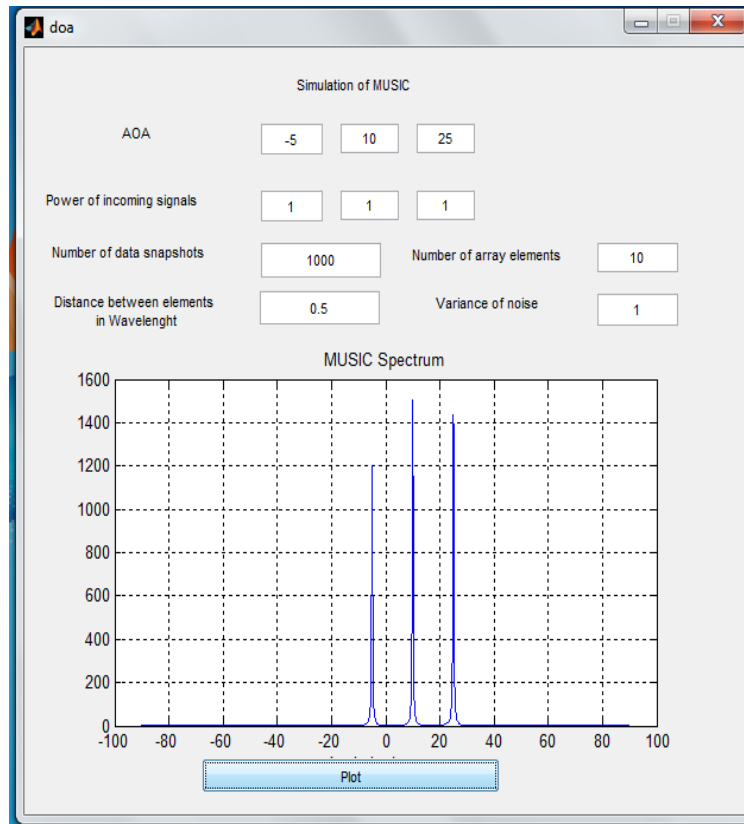 doa
Simulation of MUSIC
AOA -5 10 25
Power of incoming signals 1 1 1
Number of data snapshots 1000 Number of array elements 10
Distance between elements
in Wavelenght 0.5 Variance of noise 1
MUSIC Spectrum
1600
1400
1200
1000
800
600
400
200
0
-100 -80 -60 -40 -20 0 20 40 60 80 100
Plot